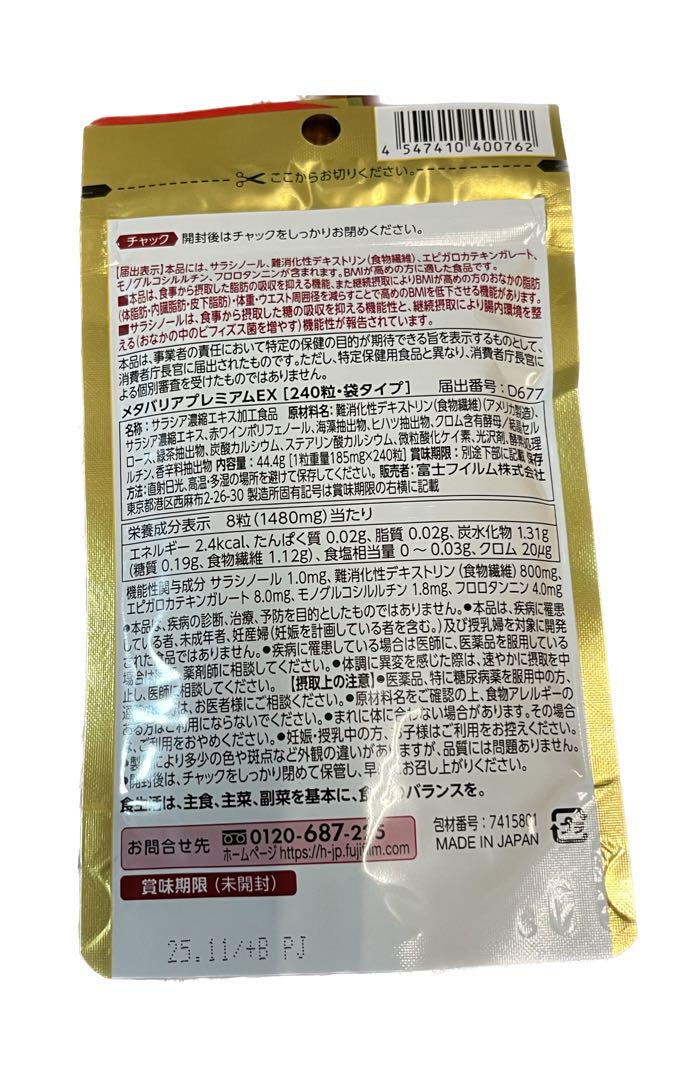 4 547410 400762
ここからお切りください。
チャック 開封後はチャックをしっかりお閉めください。
【届出表示】本品には、サラシノール、難消化性デキストリン(食物繊維)、エピガロカテキンガレート、
モノグルコシルルチン、フロロタンニンが含まれます。BMIが高めの方に適した食品です。
■本品は、食事から摂取した脂肪の吸収を抑える機能、また継続摂取によりBMIが高めの方のおなかの脂肪
(体脂肪・内臓脂肪・皮下脂肪)・体重・ウエスト周囲径を減らすことで高めのBMIを低下させる機能があります。
■サラシノールは、食事から摂取した糖の吸収を抑える機能性と、継続摂取により腸内環境を整
える(おなかの中のビフィズス菌を増やす)機能性が報告されています。
本品は、事業者の責任において特定の保健の目的が期待できる旨を表示するものとして、
消費者庁長官に届出されたものです。ただし、特定保健用食品と異なり、消費者庁長官に
よる個別審査を受けたものではありません。
メタバリアプレミアムEX [240粒・袋タイプ] 届出番号:D677
名称:サラシア濃縮エキス加工食品 原材料名:難消化性デキストリン(食物繊維)(アメリカ製造)、
サラシア濃縮エキス、赤ワインポリフェノール、海藻抽出物、ヒハツ抽出物、クロム含有酵母/結晶セル
ロース、緑茶抽出物、炭酸カルシウム、ステアリン酸カルシウム、微粒酸化ケイ素、光沢剤、酵素処理
ルチン、香辛料抽出物 内容量:44.4g [1粒重量185mg×240粒] 賞味期限:別途下部に記載 保存
方法:直射日光、高温・多湿の場所を避けて保存してください。 販売者:富士フイルム株式会社
東京都港区西麻布2-26-30 製造所固有記号は賞味期限の右横に記載
栄養成分表示 8粒(1480mg)当たり
エネルギー 2.4kcal、たんぱく質 0.02g、脂質 0.02g、炭水化物 1.31g
(糖質 0.19g、食物繊維 1.12g)、食塩相当量 0~0.03g、クロム 20μg
機能性関与成分 サラシノール 1.0mg、難消化性デキストリン(食物繊維) 800mg、
エピガロカテキンガレート 8.0mg、モノグルコシルルチン 1.8mg、フロロタンニン 4.0mg
●本品は、疾病の診断、治療、予防を目的としたものではありません。●本品は、疾病に罹患
している者、未成年者、妊産婦(妊娠を計画している者を含む。)及び授乳婦を対象に開発
された食品ではありません。●疾病に罹患している場合は医師に、医薬品を服用している
場合は 薬剤師に相談してください。●体調に異変を感じた際は、速やかに摂取を中
止し、医師に相談してください。 【摂取上の注意】●医薬品、特に糖尿病薬を服用中の方、
は、お医者様にご相談ください。●原材料名をご確認の上、食物アレルギーの
ある方はご利用にならないでください。●まれに体に合わない場合があります。その場合
は、ご利用をおやめください。●妊娠・授乳中の方、お子様はご利用をお控えください。
●製 により多少の色や斑点など外観の違いがありますが、品質には問題ありません。
●開封後は、チャックをしっかり閉めて保管し、早 にお召し上がりください。
食生活は、主食、主菜、副菜を基本に、食 のバランスを。
お問合せ先 0120-687-2 5
ホームページ https://h-jp.fujifilm.com
包材番号:7415801
MADE IN JAPAN
プラ
賞味期限(未開封)
25.11/+B PJ